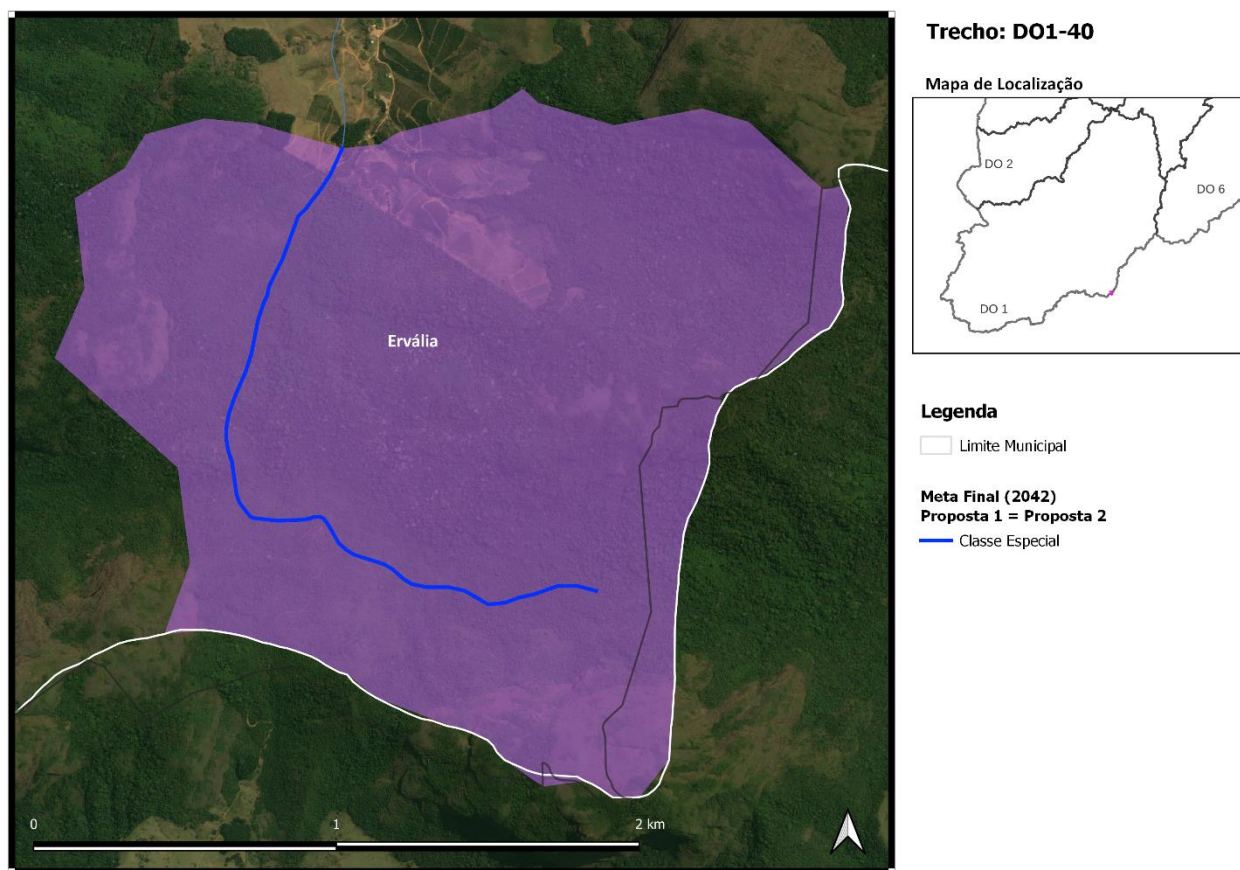 Trecho: DO1-40
Mapa de Localização
DO 2
DO 6
DO 1
Ervália
Legenda
Limite Municipal
Meta Final (2042)
Proposta 1 = Proposta 2
Classe Especial
0 1 2 km